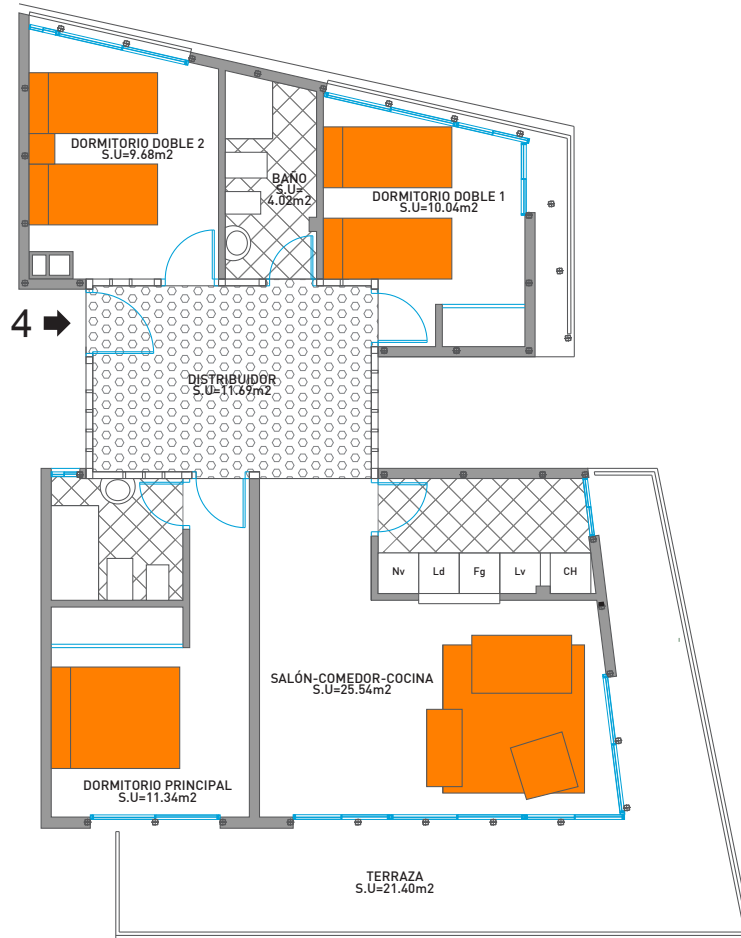 DORMITORIO DOBLE 2
S.U=9.68m2
BAÑO
S.U=
4.02m2
DORMITORIO DOBLE 1
S.U=10.04m2
4
DISTRIBUIDOR
S.U=11.69m2
Nv Ld Fg Lv CH
SALÓN-COMEDOR-COCINA
S.U=25.54m2
DORMITORIO PRINCIPAL
S.U=11.34m2
TERRAZA
S.U=21.40m2